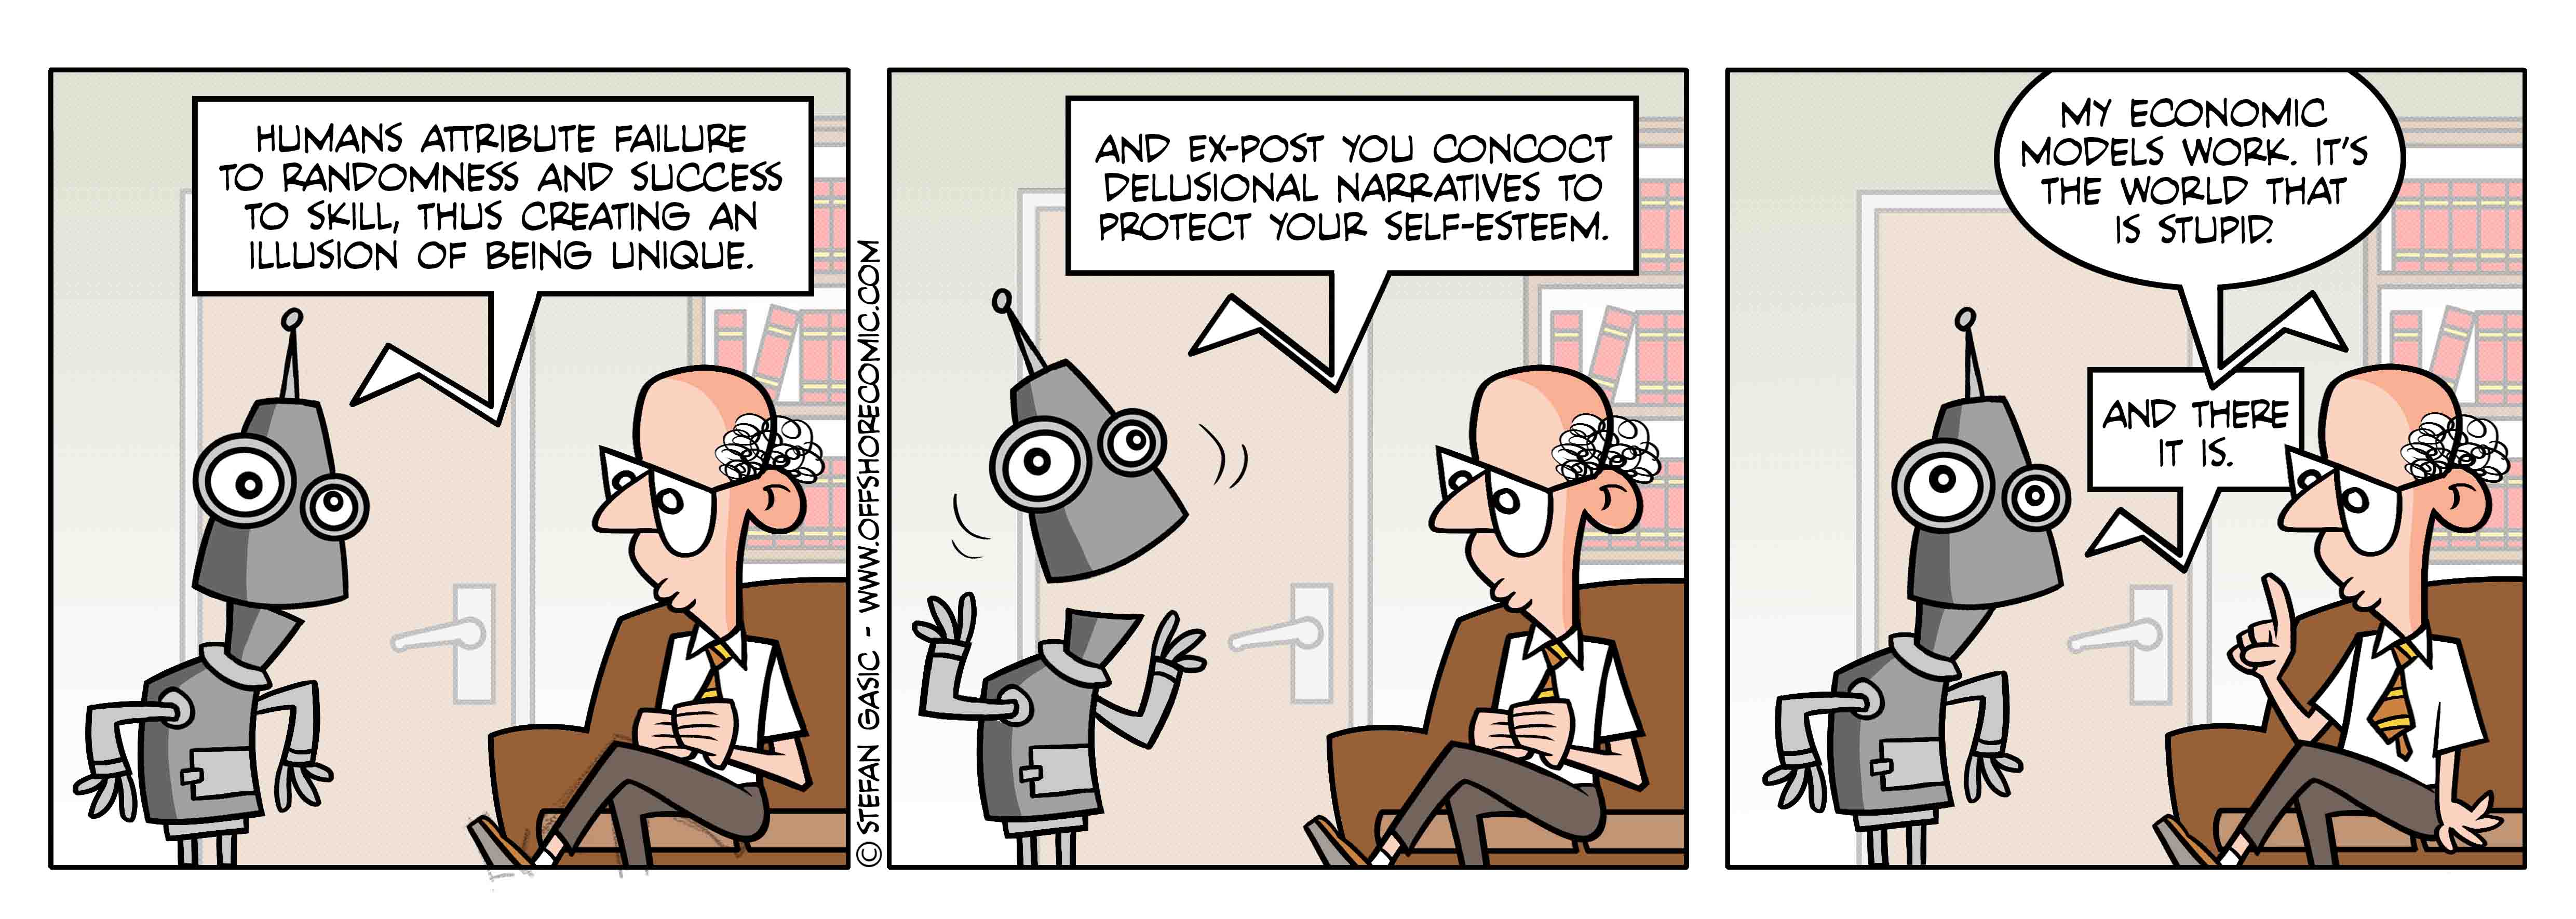 HUMANS ATTRIBUTE FAILURE
TO RANDOMNESS AND SUCCESS
TO SKILL, THUS CREATING AN
ILLUSION OF BEING UNIQUE.
© STEFAN GASIC - WWW.OFFSHORECOMIC.COM
AND EX-POST YOU CONCOCT
DELUSIONAL NARRATIVES TO
PROTECT YOUR SELF-ESTEEM.
MY ECONOMIC
MODELS WORK. IT'S
THE WORLD THAT
IS STUPID.
AND THERE
IT IS.